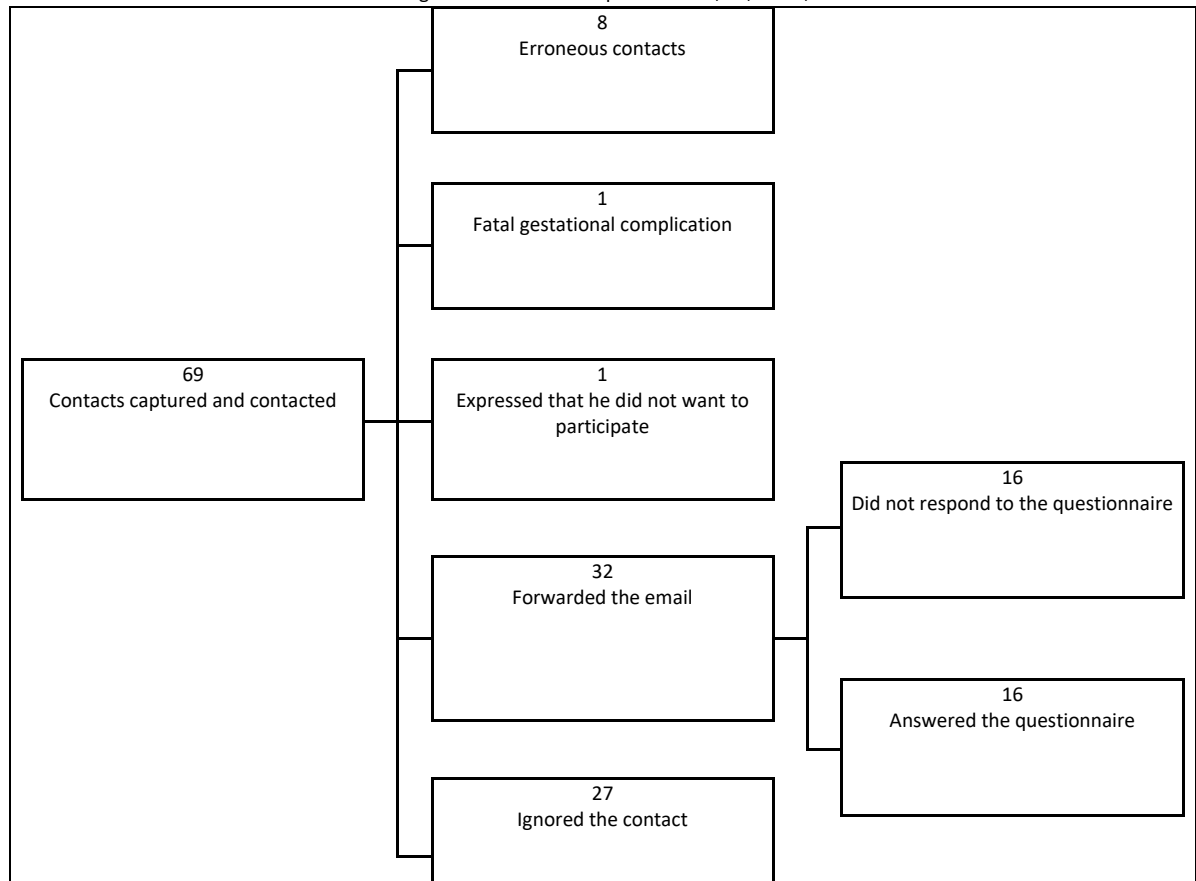 8
Erroneous contacts
1
Fatal gestational complication
69
Contacts captured and contacted
1
Expressed that he did not want to
participate
16
Did not respond to the questionnaire
32
Forwarded the email
16
Answered the questionnaire
27
Ignored the contact